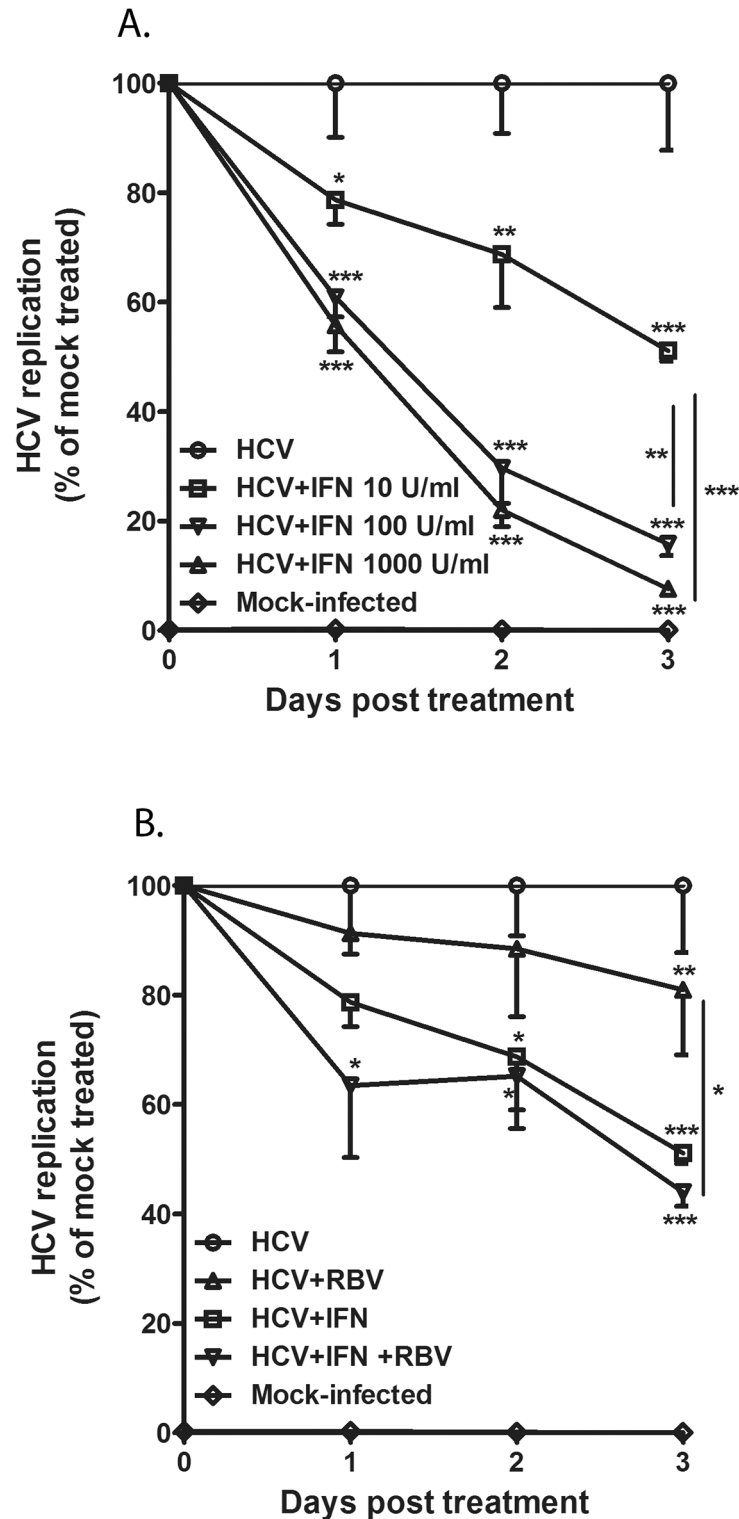 A.
HCV replication
(% of mock treated)
100
80
60
40
20
0
*
**
***
***
***
***
***
***
***
**
***
HCV
HCV+IFN 10 U/ml
HCV+IFN 100 U/ml
HCV+IFN 1000 U/ml
Mock-infected
0 1 2 3
Days post treatment
B.
HCV replication
(% of mock treated)
100
80
60
40
20
0
**
*
*
*
***
***
*
HCV
HCV+RBV
HCV+IFN
HCV+IFN +RBV
Mock-infected
0 1 2 3
Days post treatment